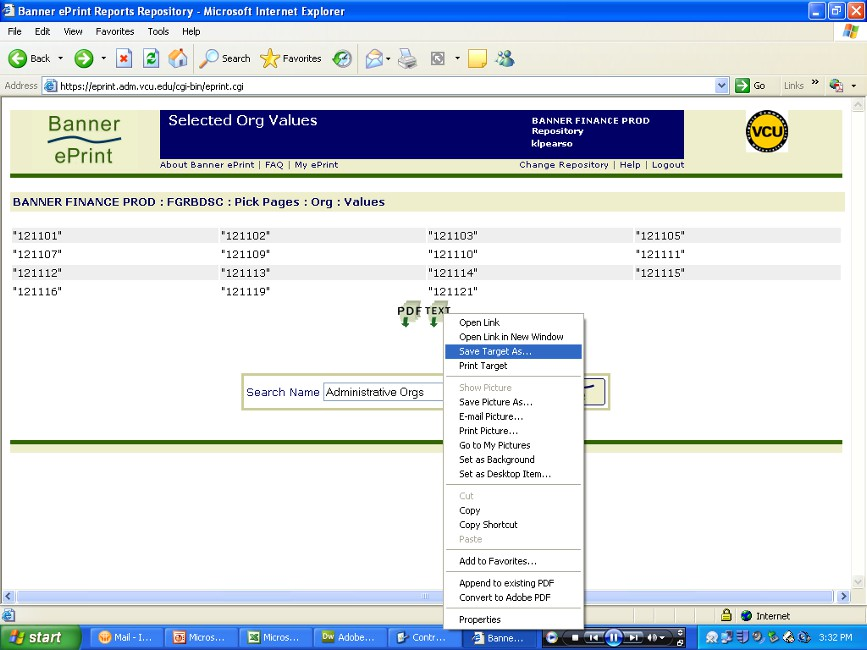 Banner ePrint Reports Repository - Microsoft Internet Explorer
File Edit View Favorites Tools Help
Back Search Favorites
Address https://eprint.adm.vcu.edu/cgi-bin/eprint.cgi Go Links »
Banner
ePrint
Selected Org Values
BANNER FINANCE PROD
Repository
klpearso
VCU
About Banner ePrint | FAQ | My ePrint Change Repository | Help | Logout
BANNER FINANCE PROD : FGRBDSC : Pick Pages : Org : Values
"121101" "121102" "121103" "121105"
"121107" "121109" "121110" "121111"
"121112" "121113" "121114" "121115"
"121116" "121119" "121121"
PDF TEXT
Open Link
Open Link in New Window
Save Target As...
Print Target
Show Picture
Search Name Administrative Orgs
Save Picture As...
E-mail Picture...
Print Picture...
Go to My Pictures
Set as Background
Set as Desktop Item...
Cut
Copy
Copy Shortcut
Paste
Add to Favorites...
Append to existing PDF
Convert to Adobe PDF
Properties
Internet
start Mail - I... Micros... Micros... Adobe... Contr... Banne... 3:32 PM